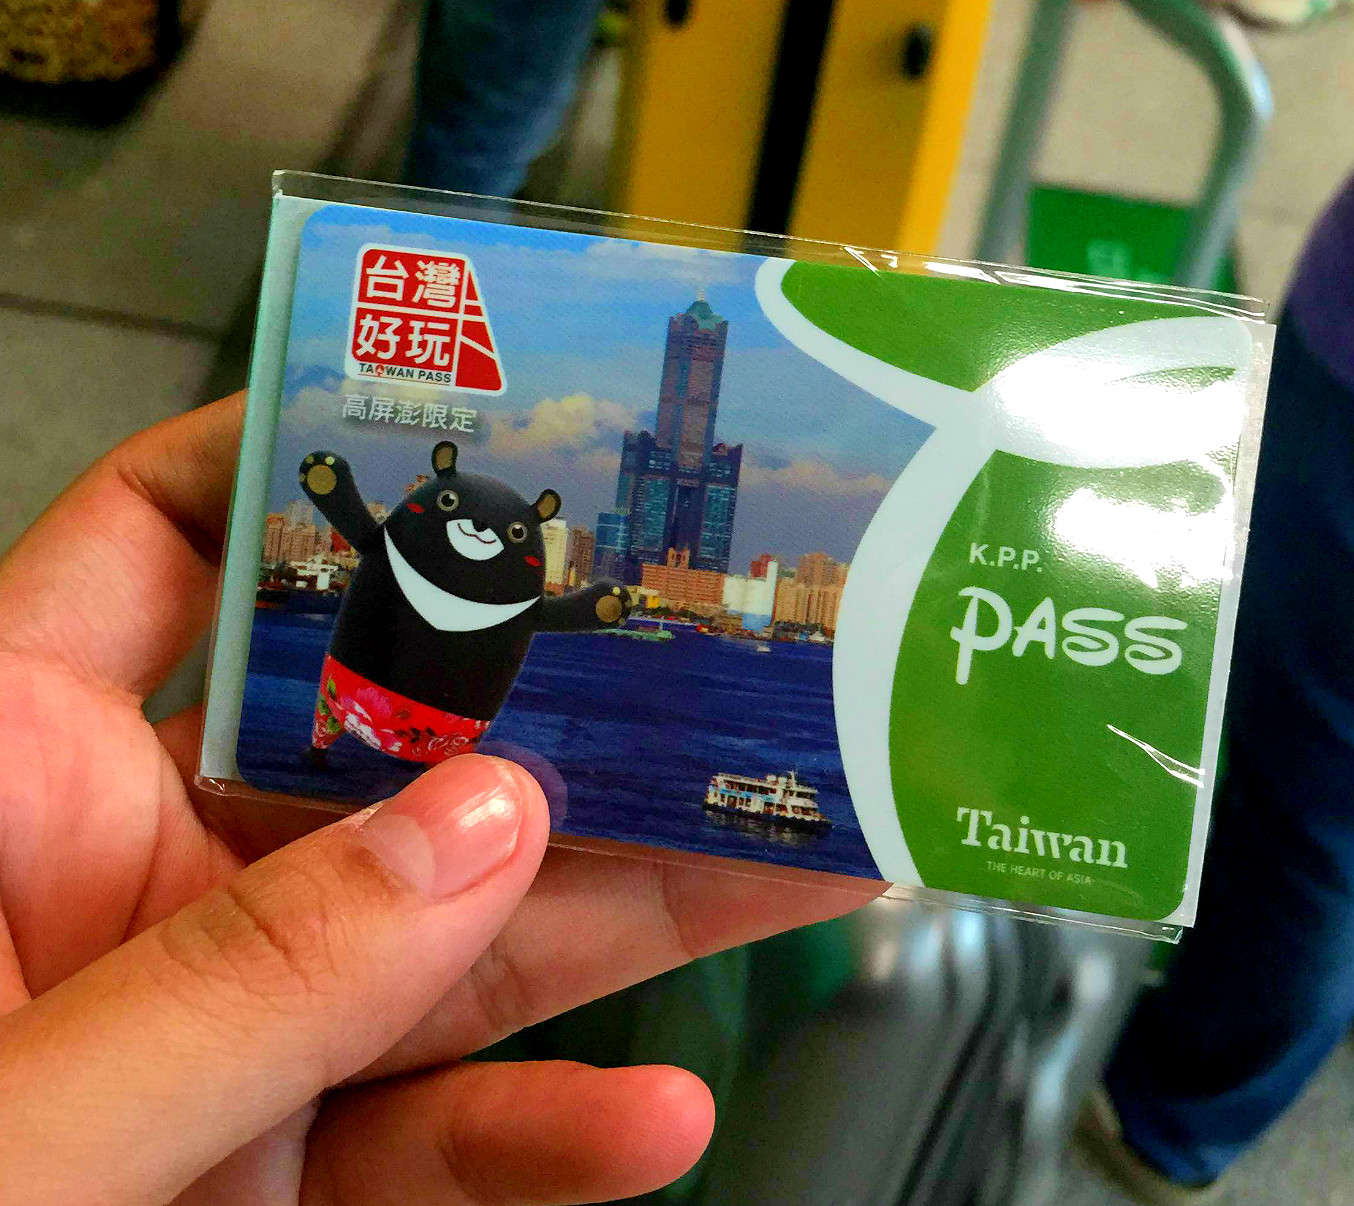 台灣
好玩
TAIWAN PASS
高屏澎限定
K.P.P.
PASS
Taiwan
THE HEART OF ASIA